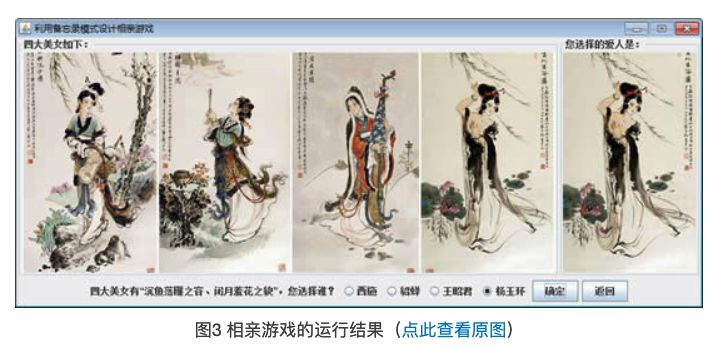 利用备忘录模式设计相亲游戏
四大美女如下：
您选择的爱人是：
四大美女有“沉鱼落雁之容、闭月羞花之貌”，您选择谁？ 西施 貂蝉 王昭君 杨玉环 确定 返回
图3 相亲游戏的运行结果（点此查看原图）